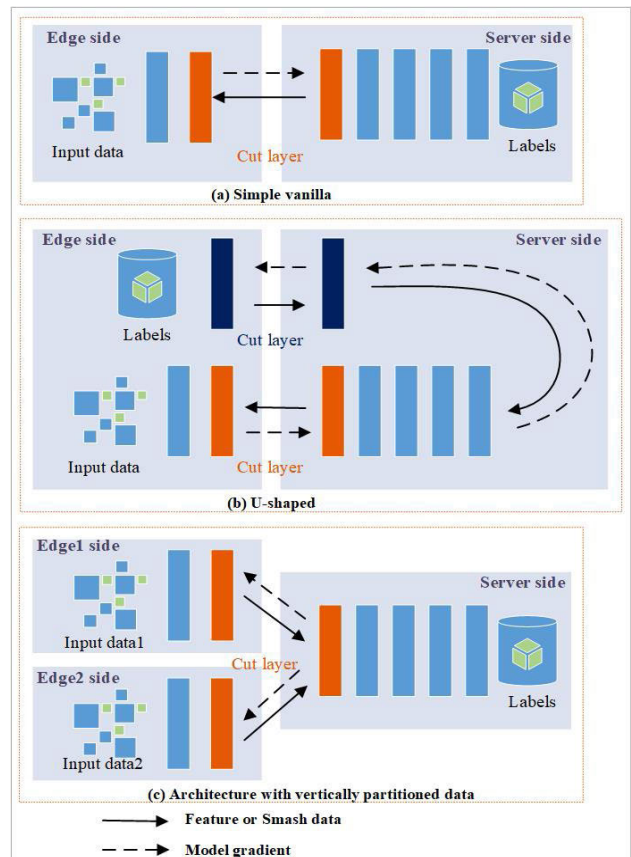 Edge side
Server side
Input data
Labels
Cut layer
(a) Simple vanilla
Edge side
Server side
Labels
Cut layer
Input data
Cut layer
(b) U-shaped
Edge1 side
Server side
Input data1
Cut layer
Edge2 side
Labels
Input data2
(c) Architecture with vertically partitioned data
Feature or Smash data
Model gradient